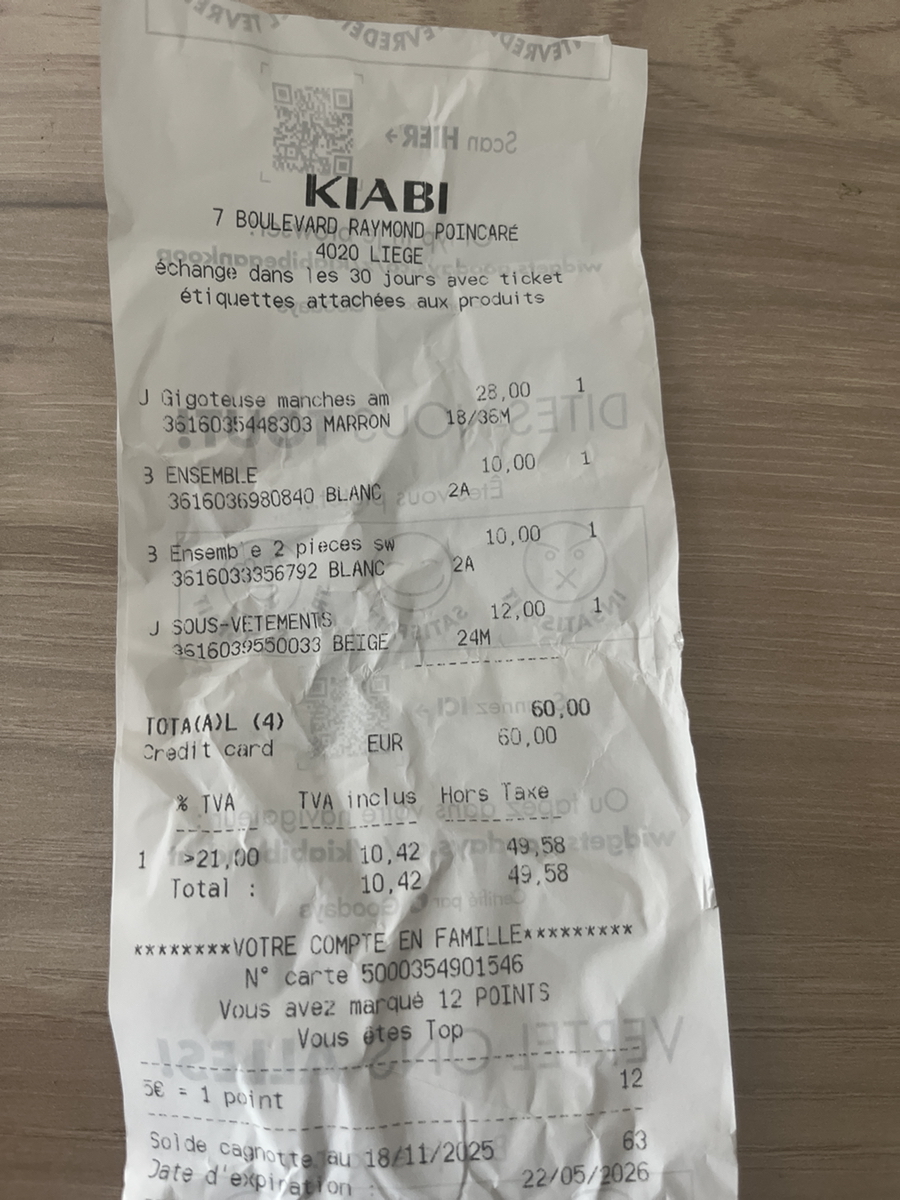 KIABI
7 BOULEVARD RAYMOND POINCARÉ
4020 LIEGE
échange dans les 30 jours avec ticket
étiquettes attachées aux produits
J Gigoteuse manches am 28,00 1
3616035448303 MARRON 18/36M
3 ENSEMBLE 10,00 1
3616036980840 BLANC 2A
3 Ensemb e 2 pieces sw 10,00 1
3616033356792 BLANC 2A
J SOUS-VETEMENTS 12,00 1
3616039550033 BEIGE 24M
TOTA(A)L (4) 60,00
Credit card EUR 60,00
% TVA TVA inclus Hors Taxe
1 >21,00 10,42 49,58
Total : 10,42 49,58
********VOTRE COMPTE EN FAMILLE*********
N° carte 5000354901546
Vous avez marqué 12 POINTS
Vous êtes Top
5€ = 1 point 12
Solde cagnotte au 18/11/2025 63
Date d'expiration : 22/05/2026